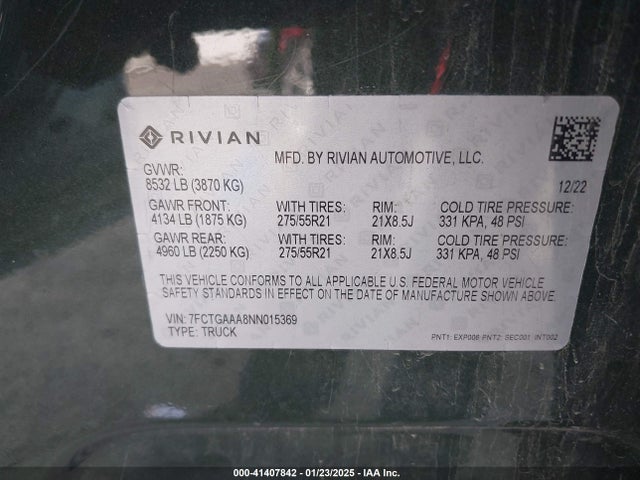 RIVIAN
MFD. BY RIVIAN AUTOMOTIVE, LLC.
GVWR:
8532 LB (3870 KG)
12/22
GAWR FRONT: WITH TIRES: RIM: COLD TIRE PRESSURE:
4134 LB (1875 KG) 275/55R21 21X8.5J 331 KPA, 48 PSI
GAWR REAR: WITH TIRES: RIM: COLD TIRE PRESSURE:
4960 LB (2250 KG) 275/55R21 21X8.5J 331 KPA, 48 PSI
THIS VEHICLE CONFORMS TO ALL APPLICABLE U.S. FEDERAL MOTOR VEHICLE
SAFETY STANDARDS IN EFFECT ON THE DATE OF MANUFACTURE SHOWN ABOVE.
VIN: 7FCTGAAA8NN015369
TYPE: TRUCK
PNT1: EXP006 PNT2: SEC001 INT002
000-41407842 - 01/23/2025 - IAA Inc.